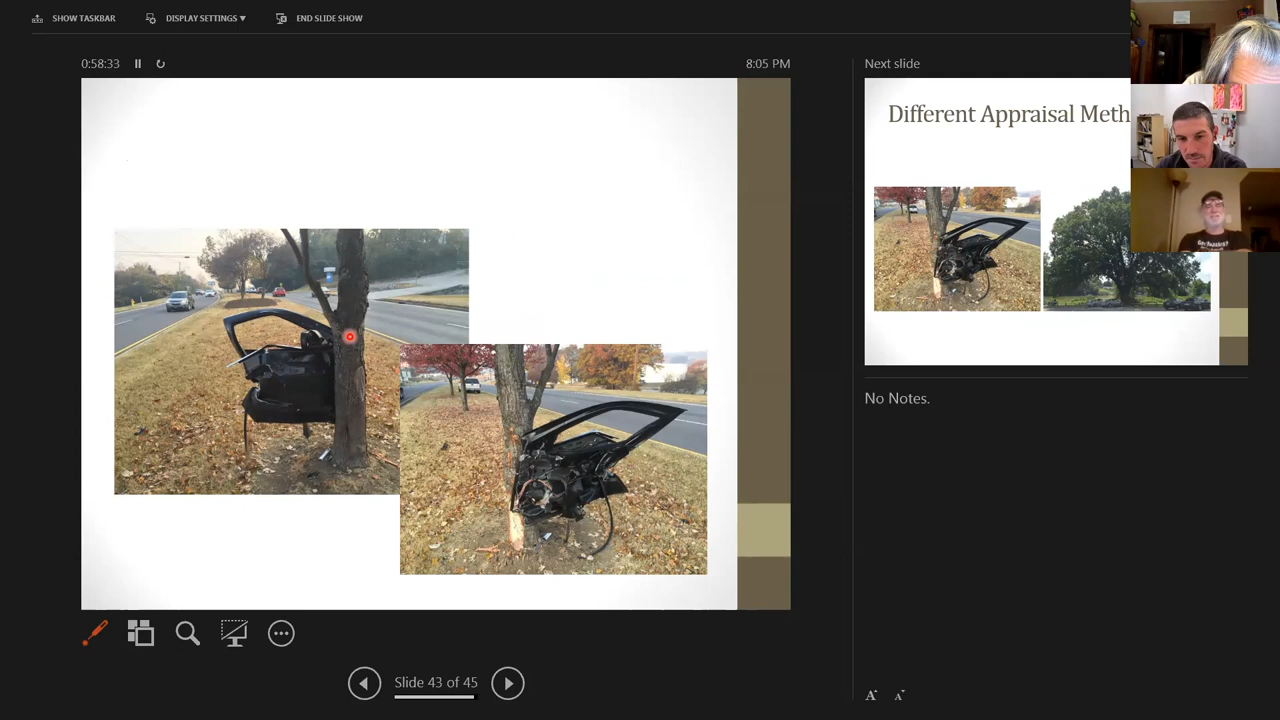 SHOW TASKBAR
DISPLAY SETTINGS ▼
END SLIDE SHOW
0:58:33
8:05 PM
Next slide
Different Appraisal Meth
No Notes.
Slide 43 of 45
A
A